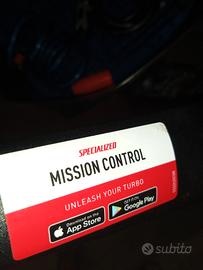 SPECIALIZED
MISSION CONTROL
UNLEASH YOUR TURBO
Download on the
App Store
GET IT ON
Google Play
subito